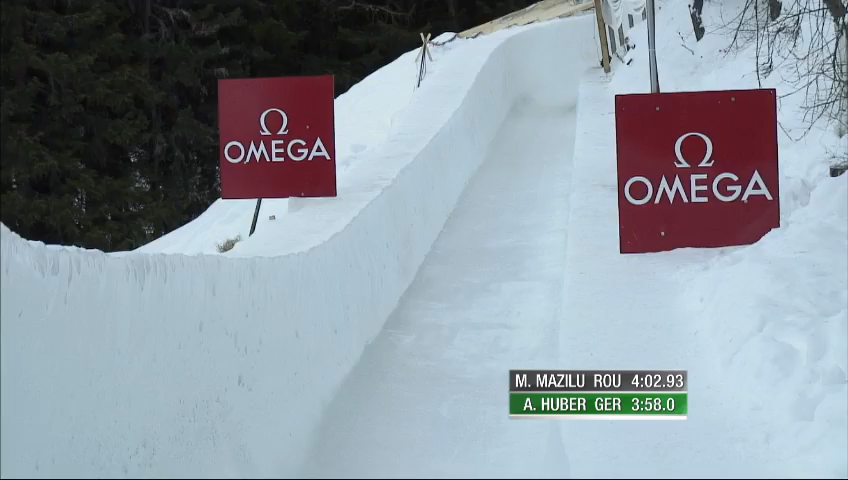 Ω
OMEGA
Ω
OMEGA
M. MAZILU ROU 4:02.93
A. HUBER GER 3:58.0